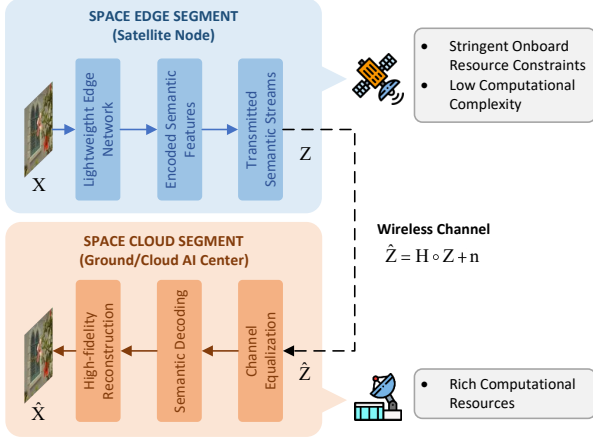 SPACE EDGE SEGMENT
(Satellite Node)
X
Lightweigtht Edge
Network
Encoded Semantic
Features
Transmitted
Semantic Streams
Z
• Stringent Onboard
Resource Constraints
• Low Computational
Complexity
Wireless Channel
Ẑ = H ∘ Z + n
SPACE CLOUD SEGMENT
(Ground/Cloud AI Center)
X̂
High-fidelity
Reconstruction
Semantic Decoding
Channel
Equalization
Ẑ
• Rich Computational
Resources